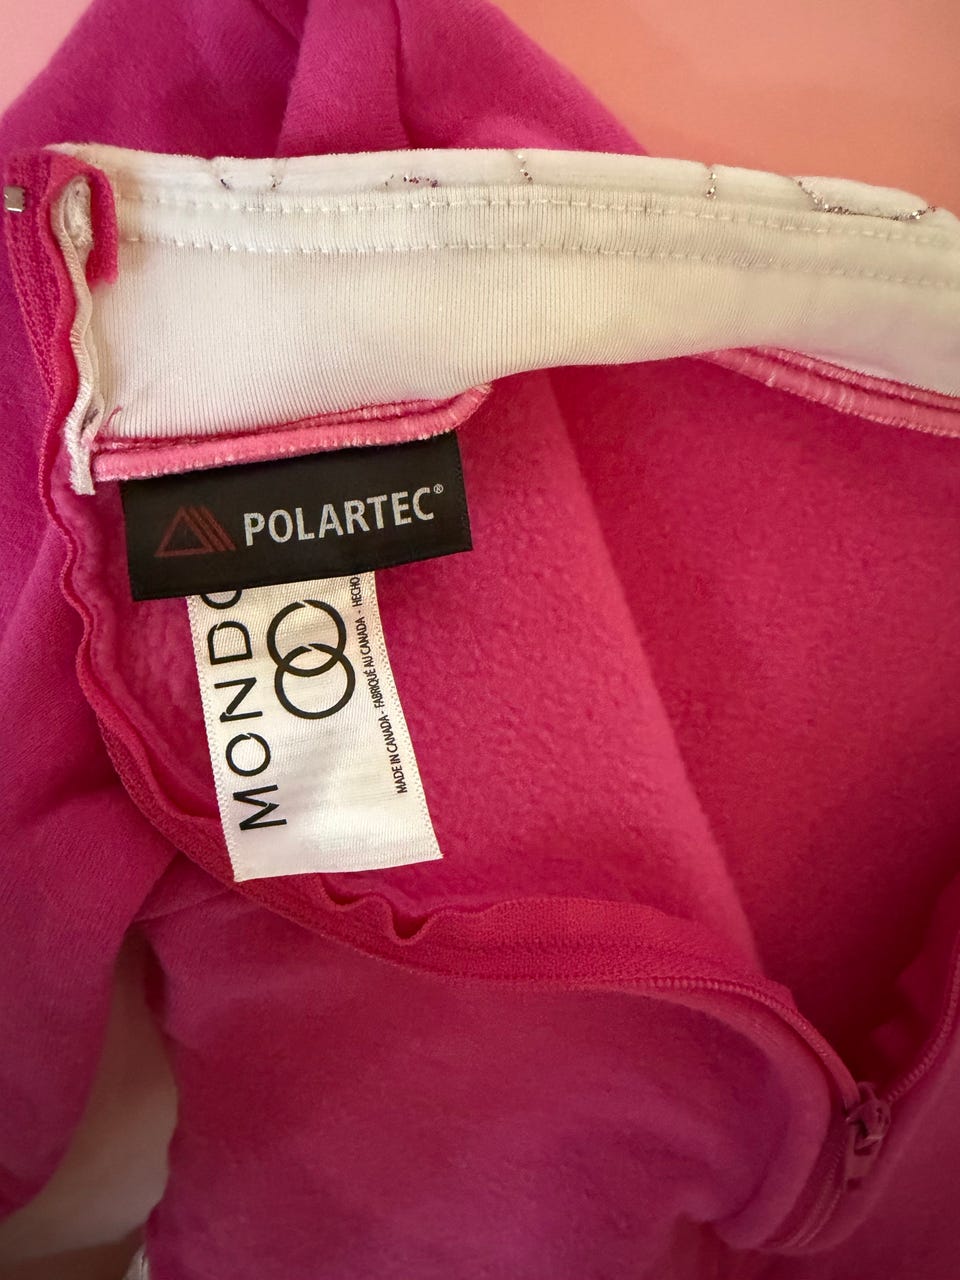 POLARTEC®
MONDO
MADE IN CANADA - FABRIQUÉ AU CANADA - HECHO